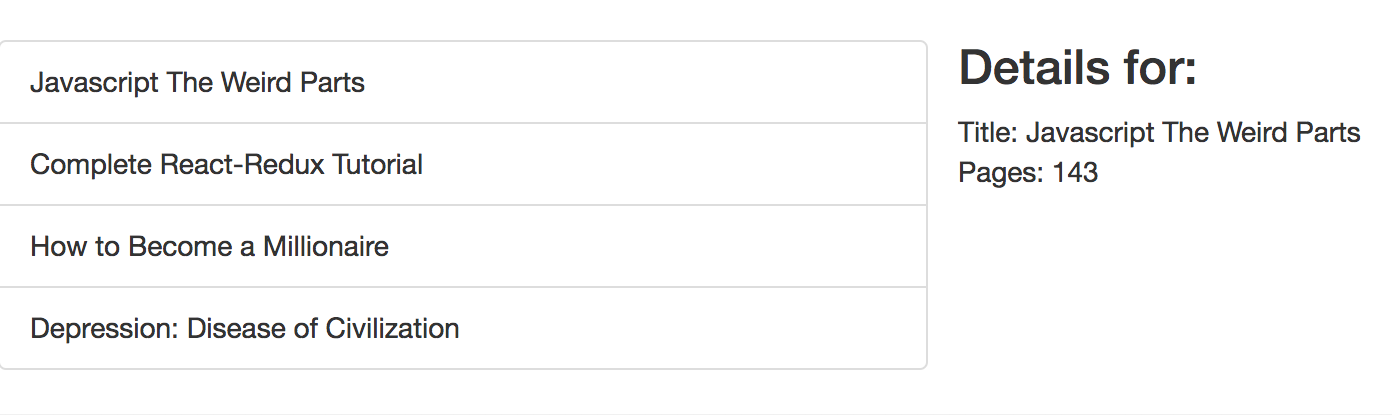 Javascript The Weird Parts
Complete React-Redux Tutorial
How to Become a Millionaire
Depression: Disease of Civilization
Details for:
Title: Javascript The Weird Parts
Pages: 143